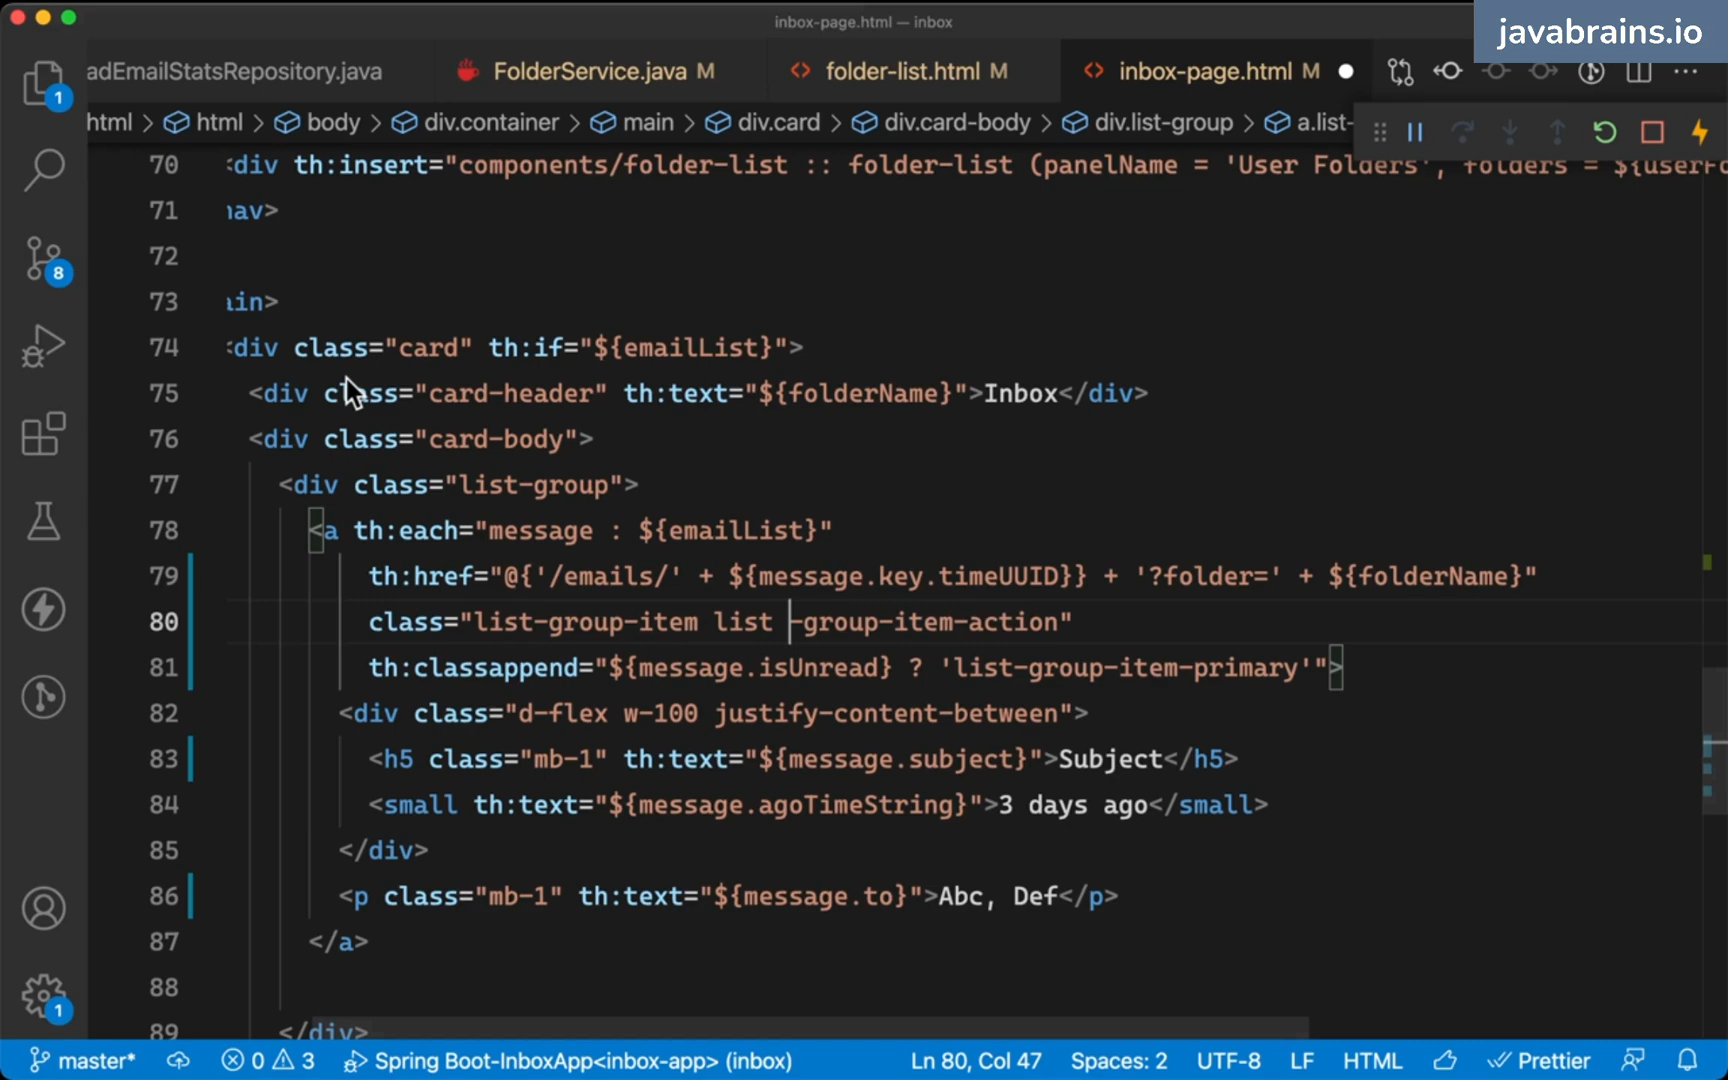 inbox-page.html — inbox
javabrains.io
adEmailStatsRepository.java
FolderService.java M
folder-list.html M
inbox-page.html M
html > html > body > div.container > main > div.card > div.card-body > div.list-group > a.list-
70 <div th:insert="components/folder-list :: folder-list (panelName = 'User Folders', folders = ${userFo
71 nav>
72
73 ain>
74 <div class="card" th:if="${emailList}">
75 <div class="card-header" th:text="${folderName}">Inbox</div>
76 <div class="card-body">
77 <div class="list-group">
78 <a th:each="message : ${emailList}"
79 th:href="@{'/emails/' + ${message.key.timeUUID}} + '?folder=' + ${folderName}"
80 class="list-group-item list -group-item-action"
81 th:classappend="${message.isUnread} ? 'list-group-item-primary'">
82 <div class="d-flex w-100 justify-content-between">
83 <h5 class="mb-1" th:text="${message.subject}">Subject</h5>
84 <small th:text="${message.agoTimeString}">3 days ago</small>
85 </div>
86 <p class="mb-1" th:text="${message.to}">Abc, Def</p>
87 </a>
88
89 </div>
1
8
1
master* 0 3 Spring Boot-InboxApp<inbox-app> (inbox) Ln 80, Col 47 Spaces: 2 UTF-8 LF HTML Prettier